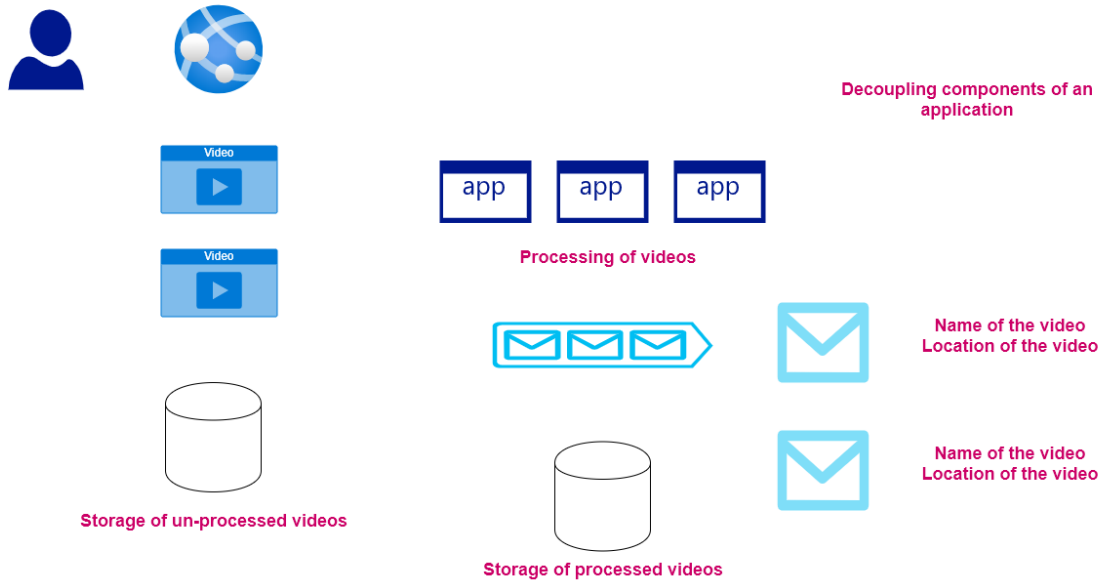 Decoupling components of an
application
Video
app
app
app
Processing of videos
Video
Name of the video
Location of the video
Name of the video
Location of the video
Storage of un-processed videos
Storage of processed videos